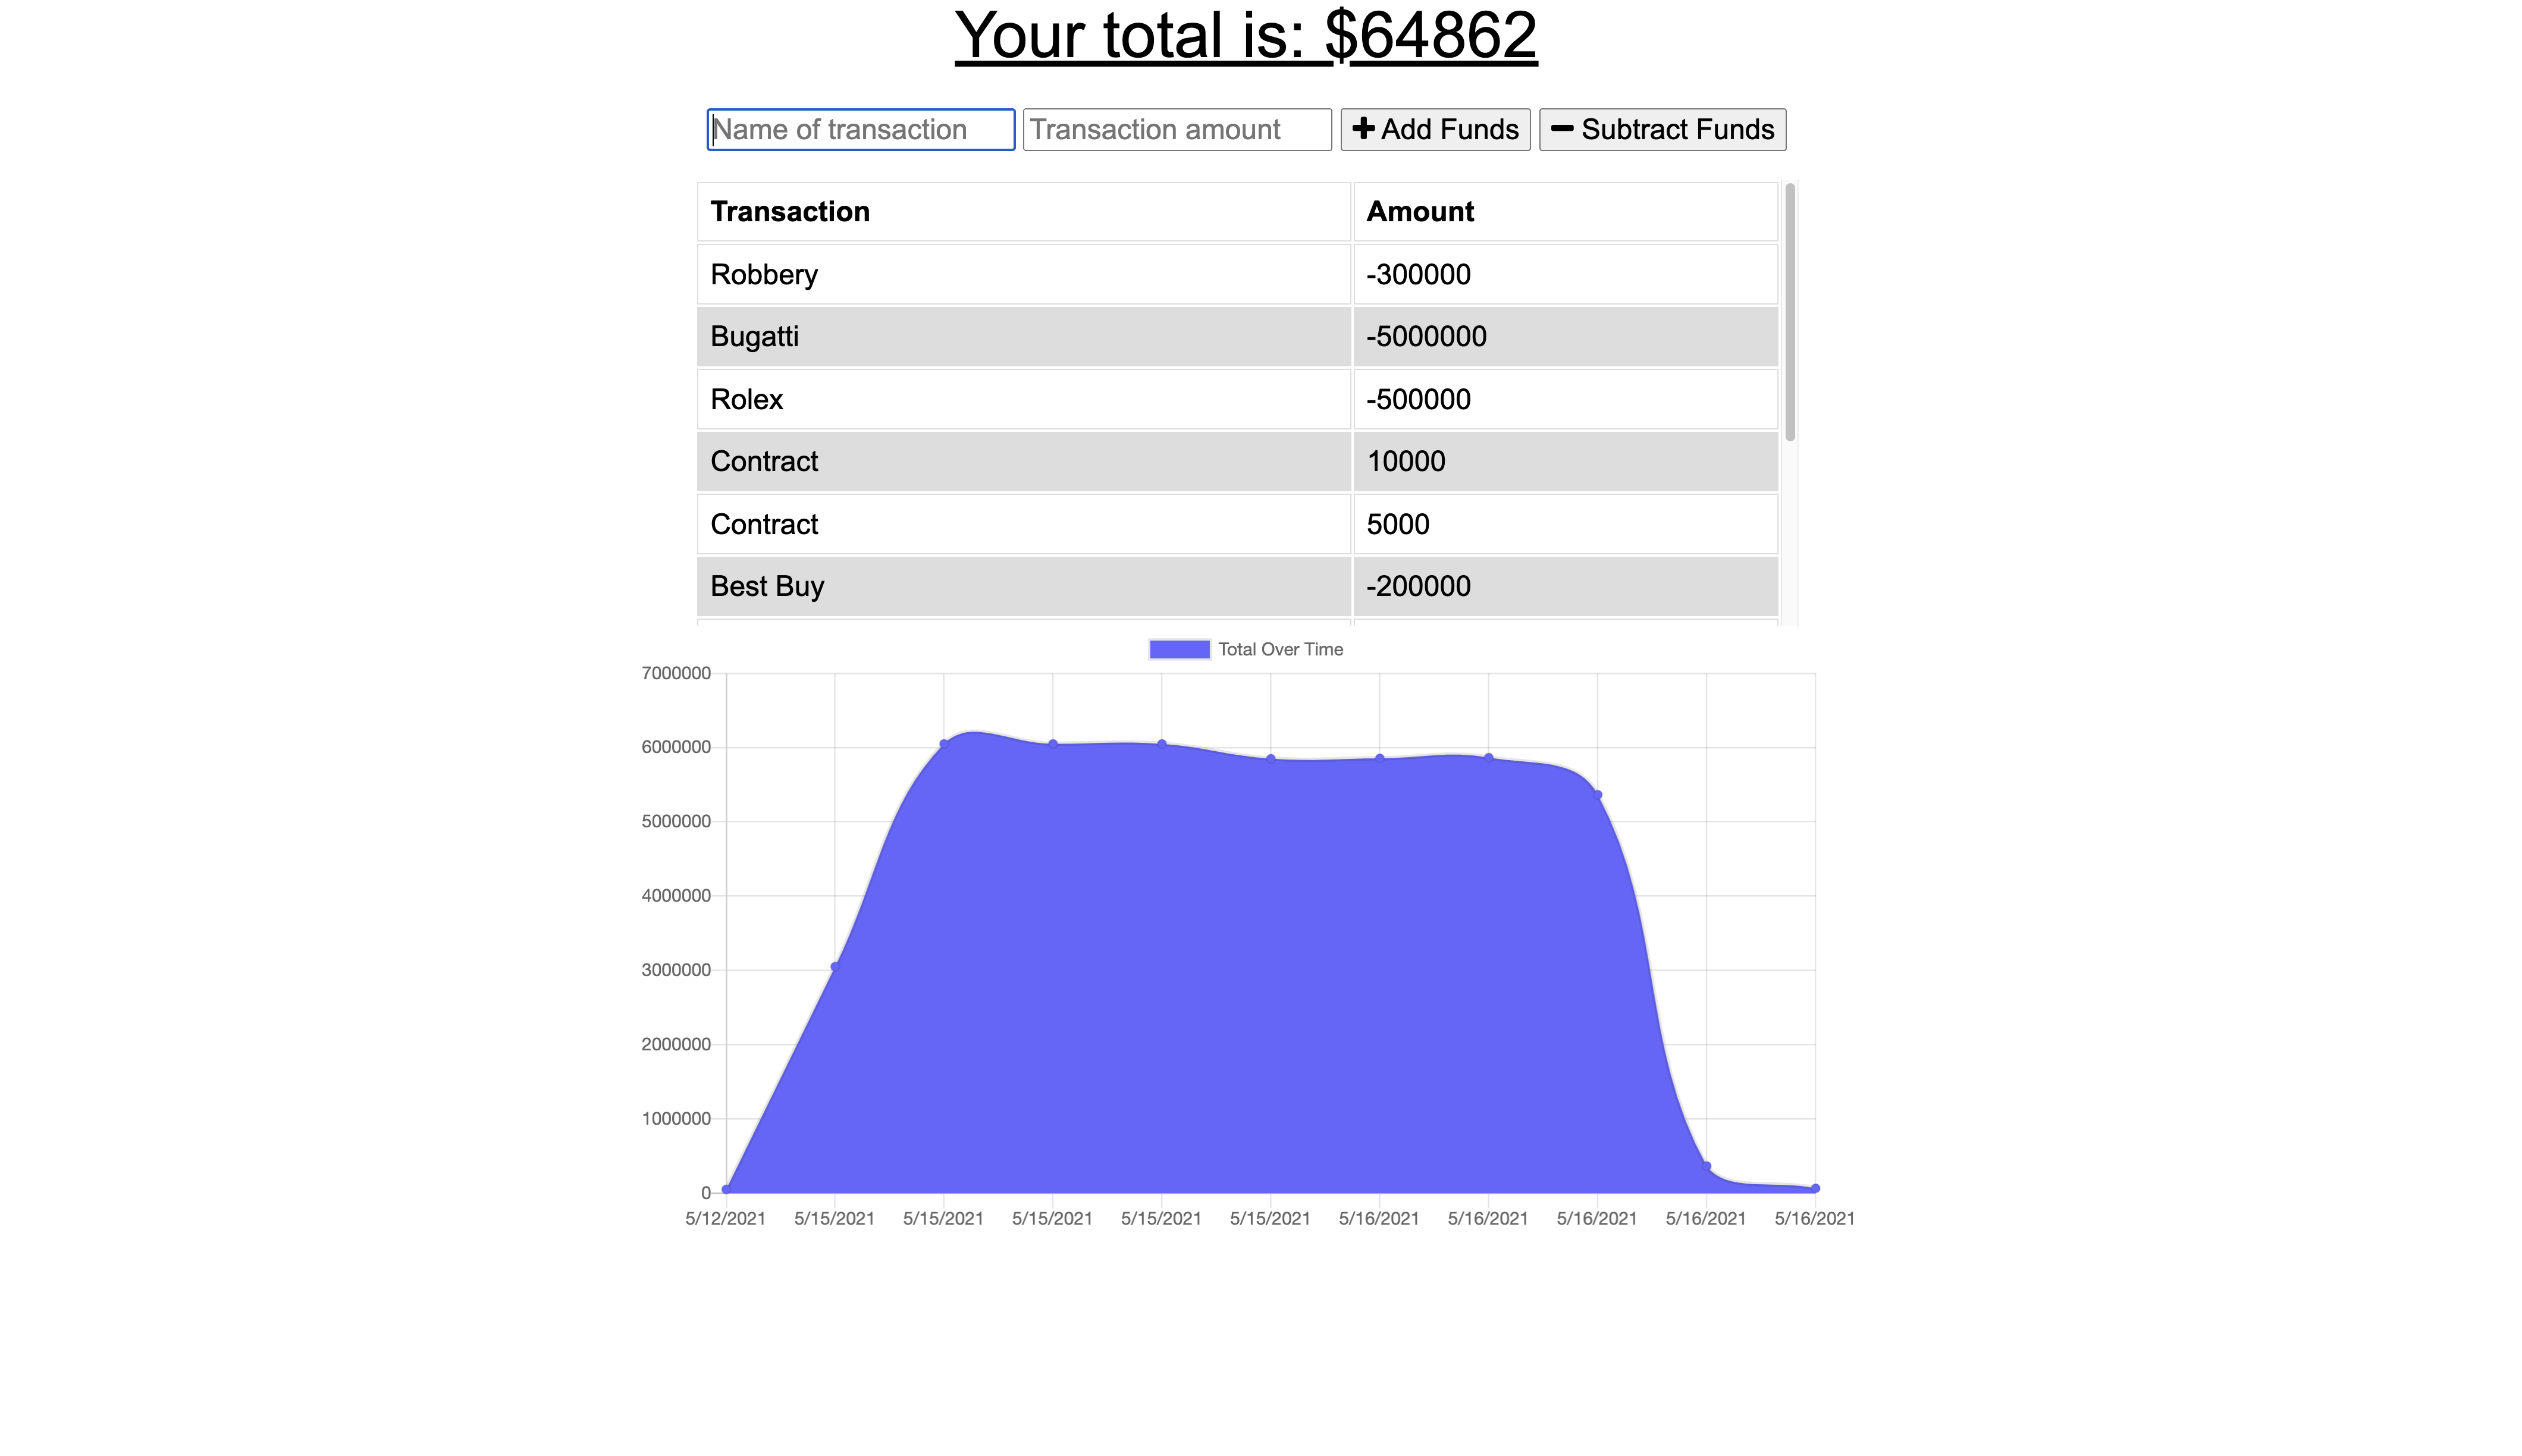 Your total is: $64862
Name of transaction Transaction amount Add Funds Subtract Funds
Transaction Amount
Robbery -300000
Bugatti -5000000
Rolex -500000
Contract 10000
Contract 5000
Best Buy -200000
Total Over Time
7000000
6000000
5000000
4000000
3000000
2000000
1000000
0
5/12/2021 5/15/2021 5/15/2021 5/15/2021 5/15/2021 5/15/2021 5/16/2021 5/16/2021 5/16/2021 5/16/2021 5/16/2021